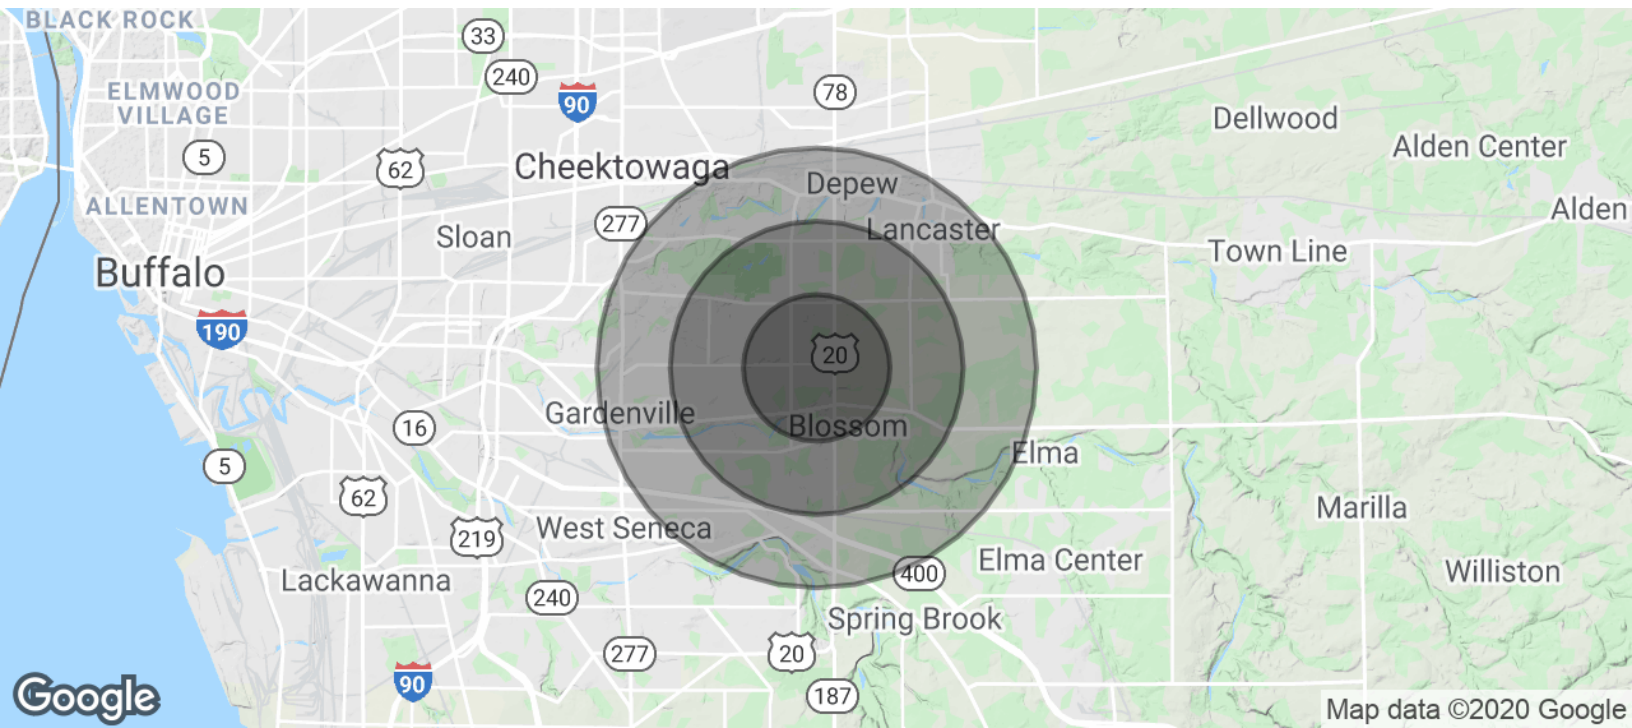 BLACK ROCK
33
240
ELMWOOD
VILLAGE
90
78
Dellwood
Alden Center
5
62
Cheektowaga
Depew
ALLENTOWN
277
Lancaster
Alden
Sloan
Town Line
Buffalo
190
20
Gardenville
16
Blossom
Elma
5
62
Marilla
219
West Seneca
Elma Center
400
Williston
Lackawanna
240
Spring Brook
277
20
90
187
Google
Map data ©2020 Google